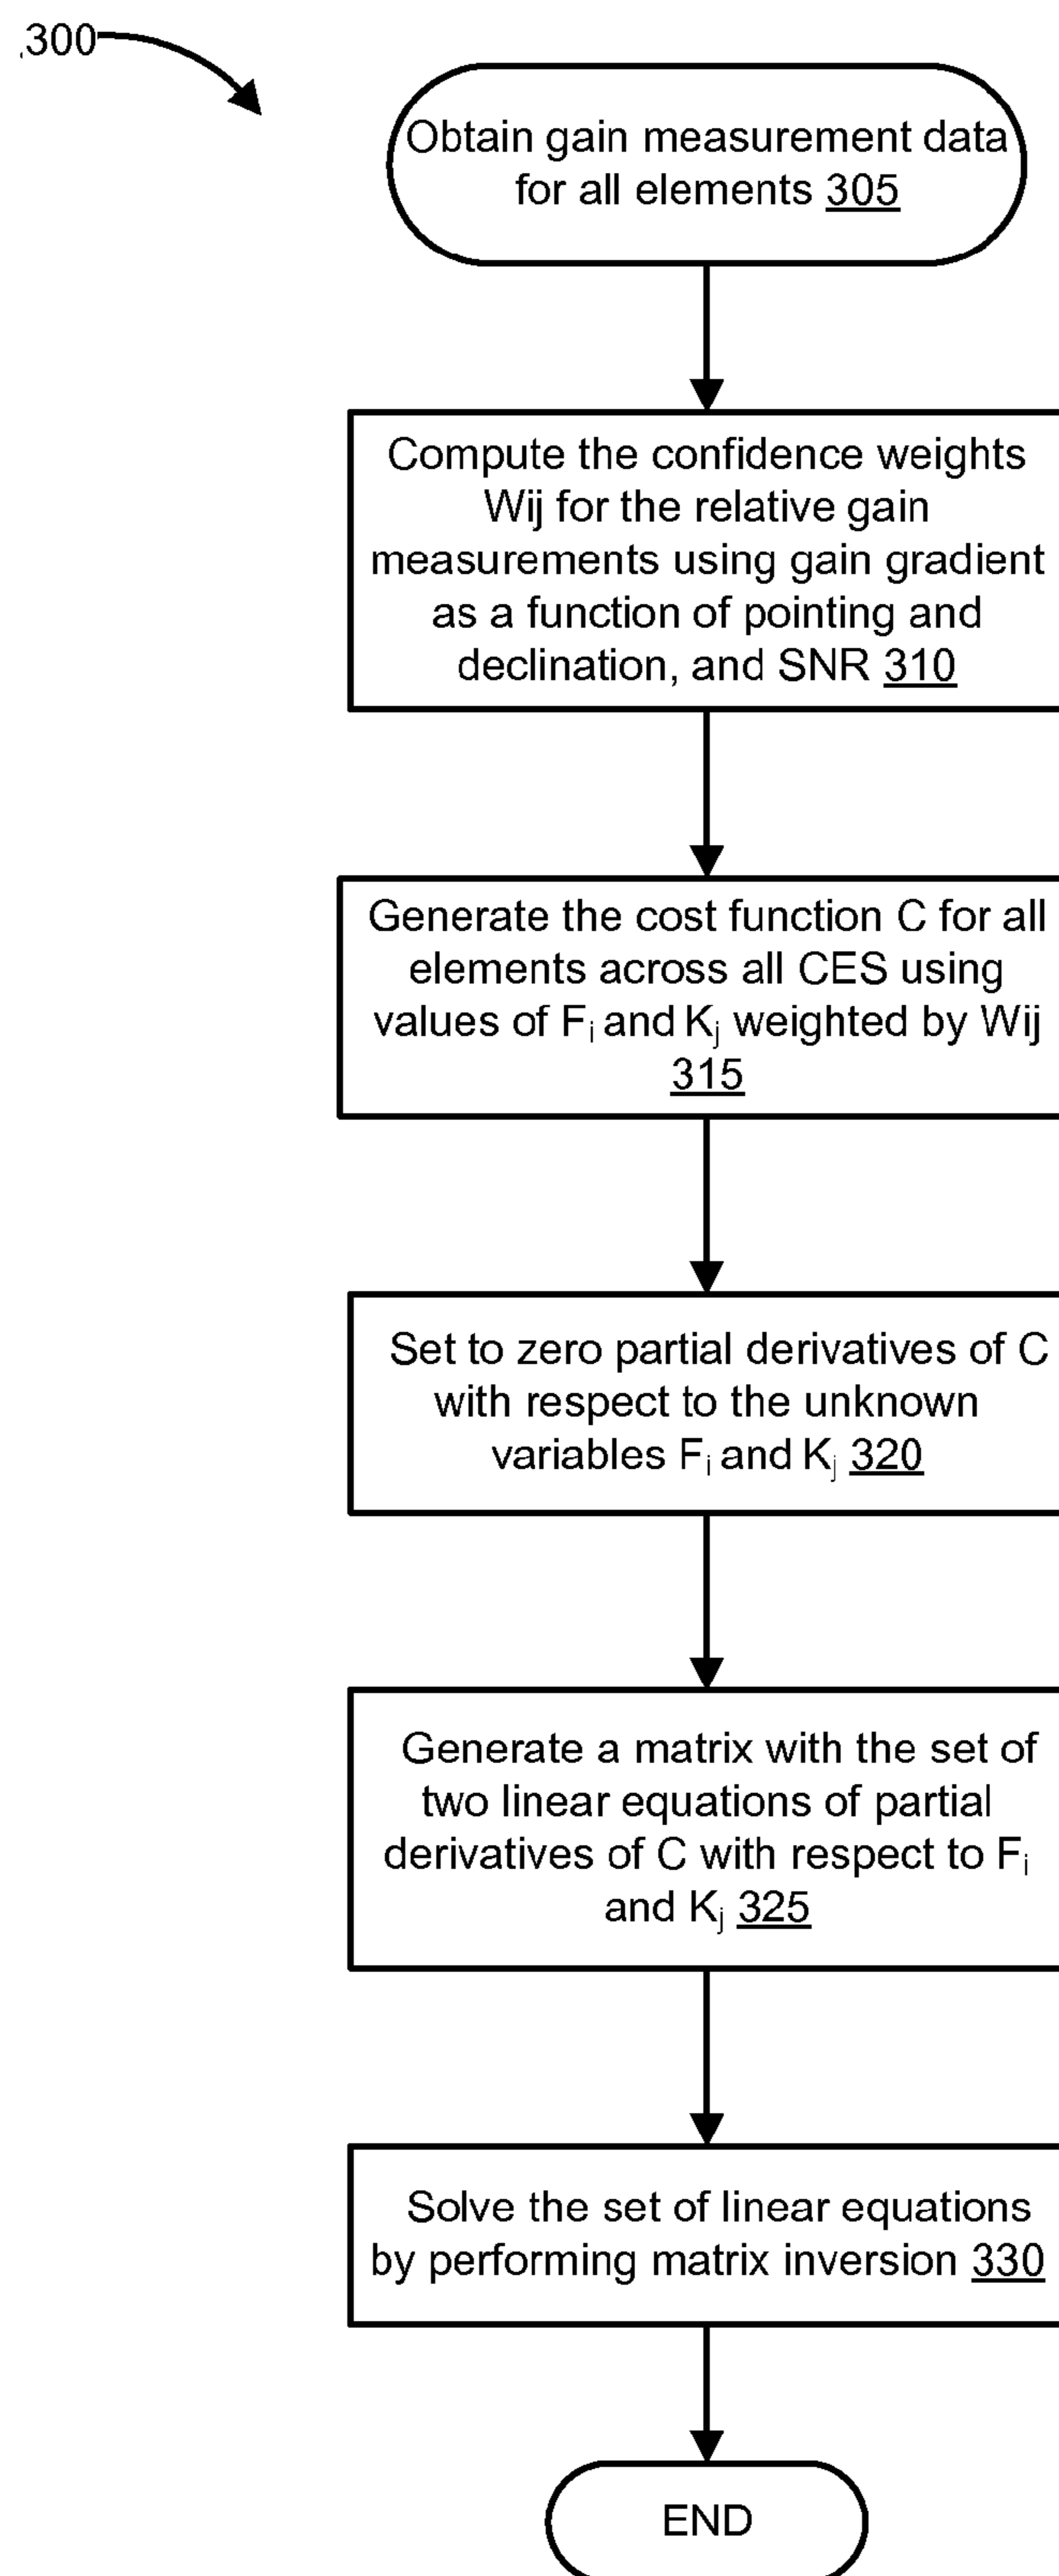 300
Obtain gain measurement data
for all elements 305
Compute the confidence weights
Wij for the relative gain
measurements using gain gradient
as a function of pointing and
declination, and SNR 310
Generate the cost function C for all
elements across all CES using
values of Fi and Kj weighted by Wij
315
Set to zero partial derivatives of C
with respect to the unknown
variables Fi and Kj 320
Generate a matrix with the set of
two linear equations of partial
derivatives of C with respect to Fi
and Kj 325
Solve the set of linear equations
by performing matrix inversion 330
END